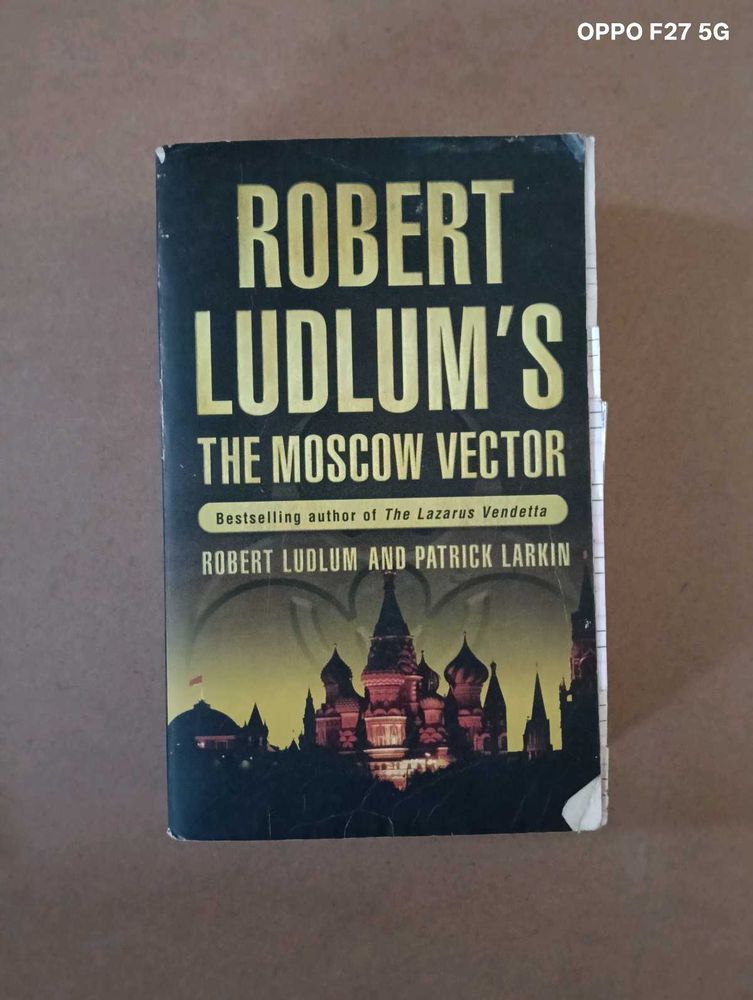 OPPO F27 5G
ROBERT
LUDLUM'S
THE MOSCOW VECTOR
Bestselling author of The Lazarus Vendetta
ROBERT LUDLUM AND PATRICK LARKIN